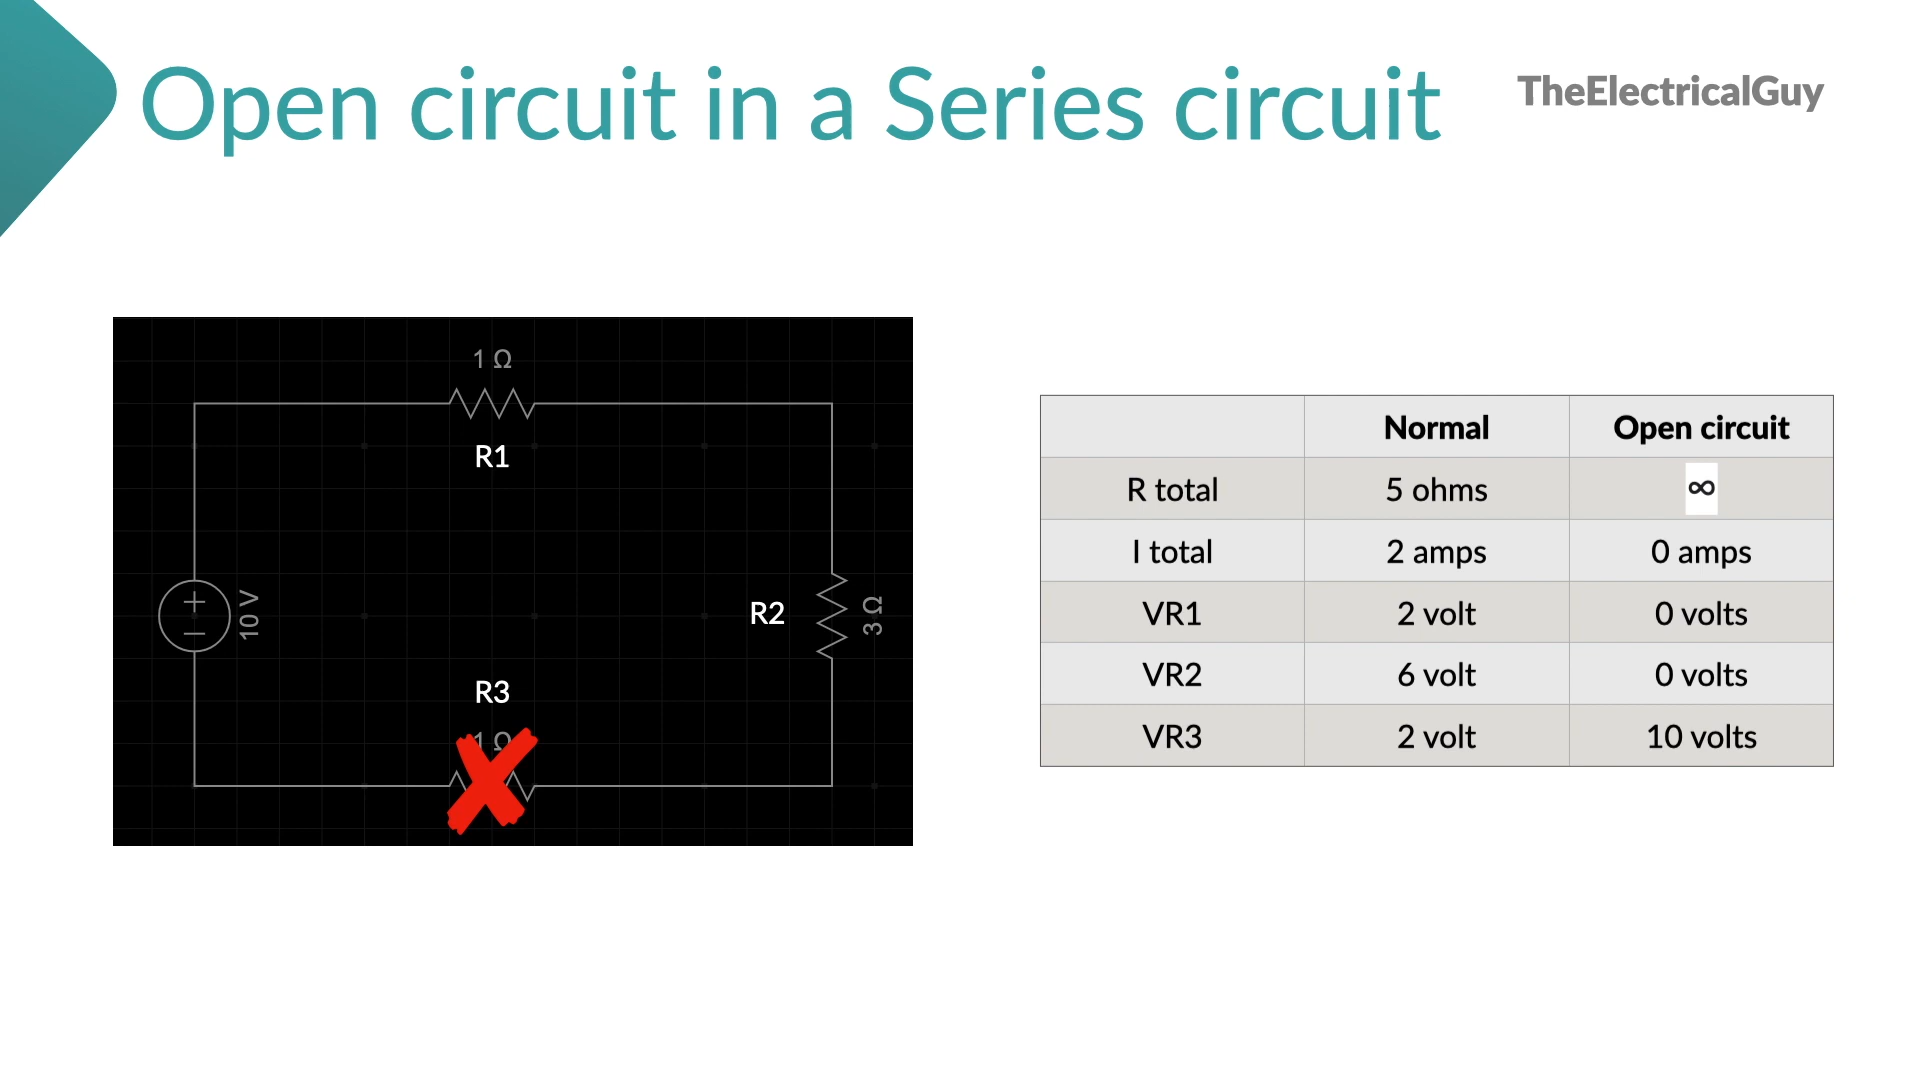 Open circuit in a Series circuit
TheElectricalGuy
1 Ω
R1
10 V
R2
3 Ω
R3
1 Ω
Normal Open circuit
R total 5 ohms ∞
I total 2 amps 0 amps
VR1 2 volt 0 volts
VR2 6 volt 0 volts
VR3 2 volt 10 volts